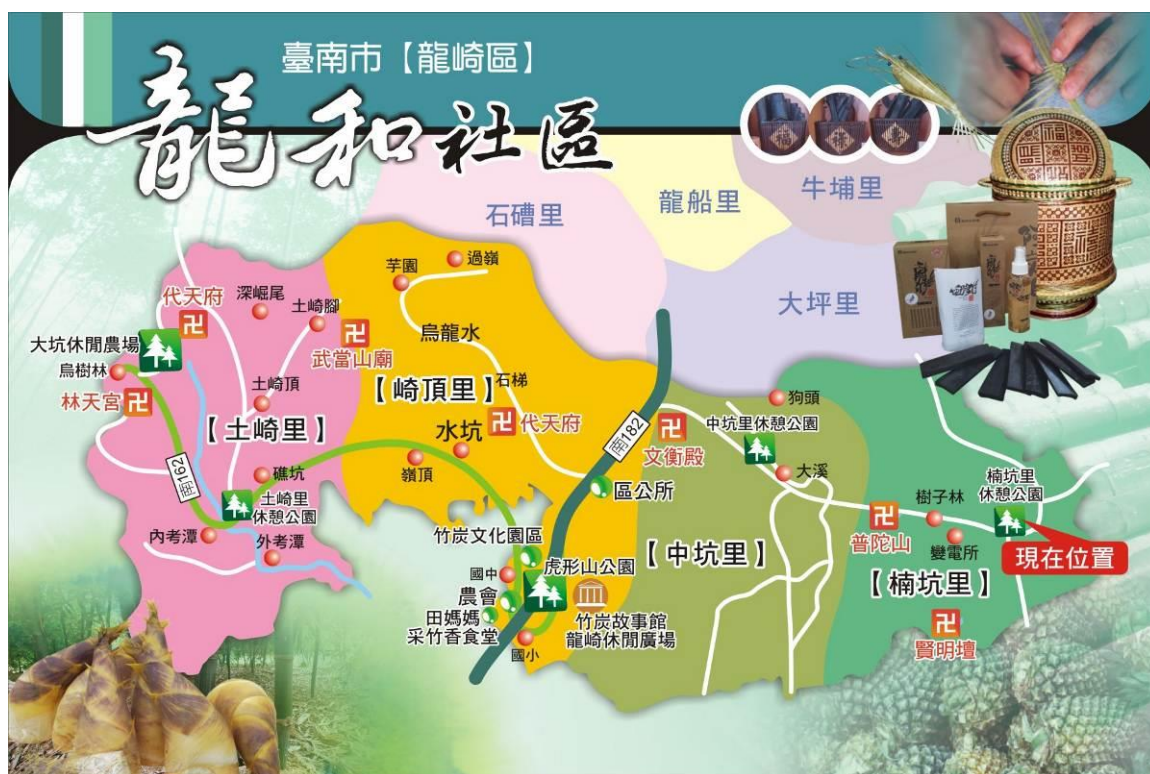 臺南市【龍崎區】
龍和社區
福
祥
壽
石𥕢里
龍船里
牛埔里
大坪里
過嶺
芋園
深崛尾
代天府
土崎腳
大坑休閒農場
武當山廟
烏龍水
烏樹林
林天宮
土崎頂
【土崎里】
【崎頂里】
石梯
代天府
水坑
嶺頂
南182
文衡殿
狗頭
中坑里休憩公園
大溪
南162
礁坑
土崎里
休憩公園
內考潭
外考潭
區公所
竹炭文化園區
虎形山公園
國中
農會
田媽媽
采竹香食堂
國小
竹炭故事館
龍崎休閒廣場
【中坑里】
普陀山
樹子林
變電所
楠坑里
休憩公園
現在位置
【楠坑里】
賢明壇